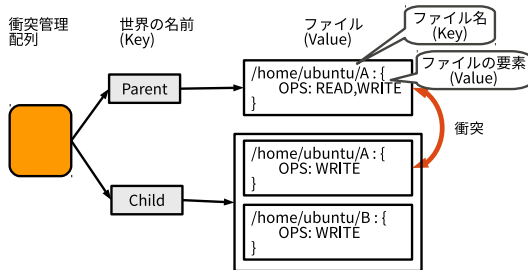 衝突管理
配列
世界の名前
(Key)
ファイル
(Value)
ファイル名
(Key)
ファイルの要素
(Value)
Parent
/home/ubuntu/A : {
OPS: READ,WRITE
}
衝突
Child
/home/ubuntu/A : {
OPS: WRITE
}
/home/ubuntu/B : {
OPS: WRITE
}